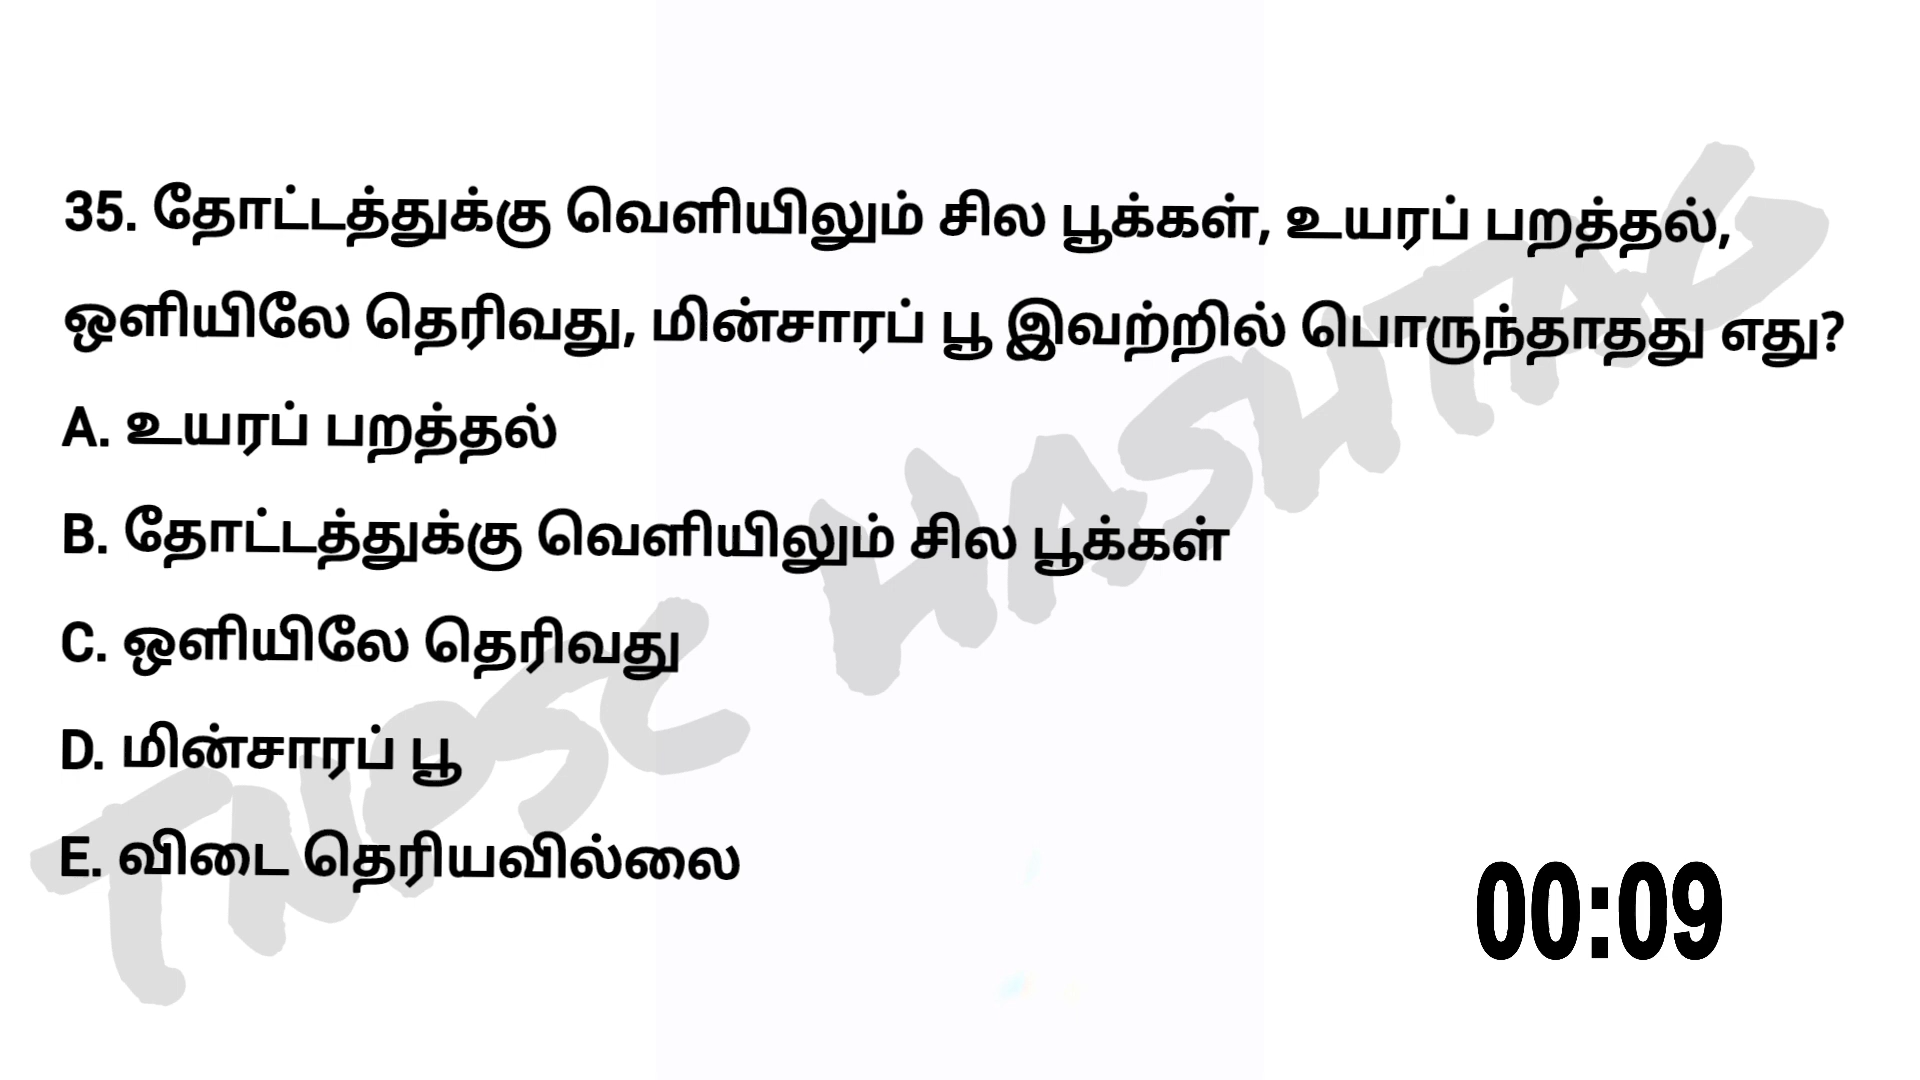 35. தோட்டத்துக்கு வெளியிலும் சில பூக்கள், உயரப் பறத்தல்,
ஒளியிலே தெரிவது, மின்சாரப் பூ இவற்றில் பொருந்தாதது எது?
A. உயரப் பறத்தல்
B. தோட்டத்துக்கு வெளியிலும் சில பூக்கள்
C. ஒளியிலே தெரிவது
D. மின்சாரப் பூ
E. விடை தெரியவில்லை
00:09
TNPSC HASHTAG